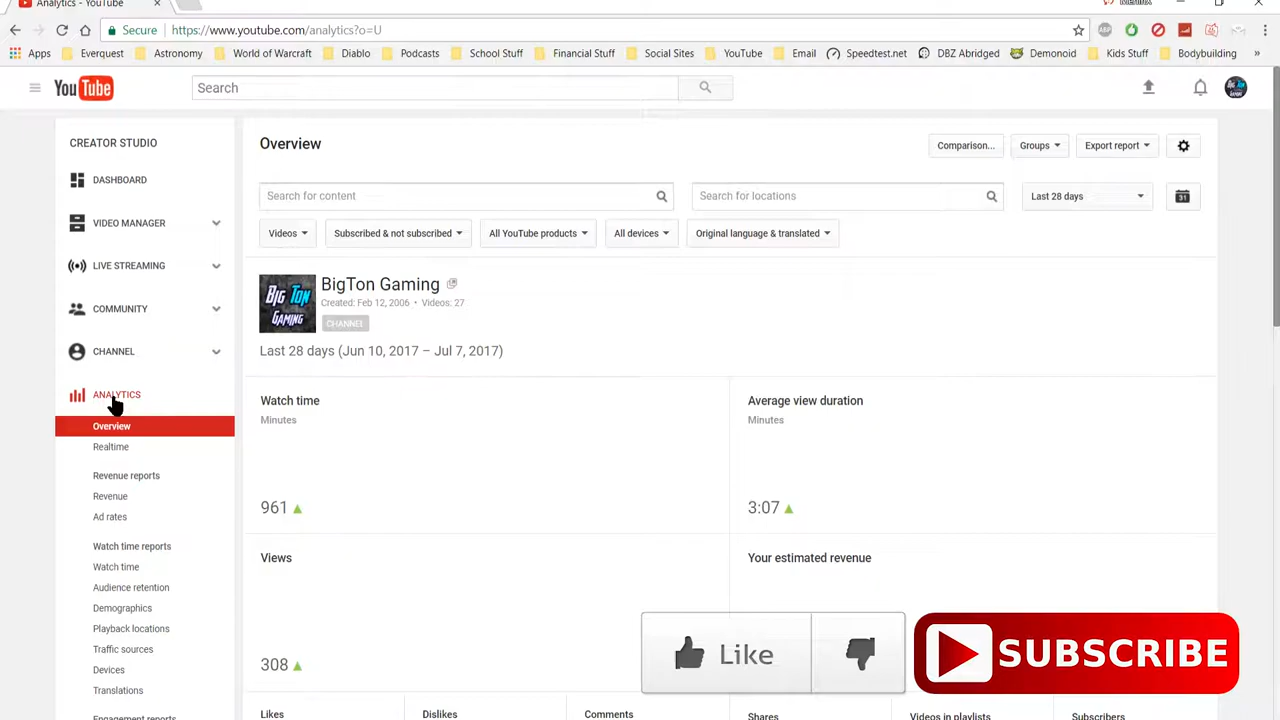 Analytics - YouTube
Secure https://www.youtube.com/analytics?o=U
Apps Everquest Astronomy World of Warcraft Diablo Podcasts School Stuff Financial Stuff Social Sites YouTube Email Speedtest.net DBZ Abridged Demonoid Kids Stuff Bodybuilding »
YouTube Search
CREATOR STUDIO
DASHBOARD
VIDEO MANAGER
LIVE STREAMING
COMMUNITY
CHANNEL
ANALYTICS
Overview
Realtime
Revenue reports
Revenue
Ad rates
Watch time reports
Watch time
Audience retention
Demographics
Playback locations
Traffic sources
Devices
Translations
Engagement reports
Overview Comparison... Groups Export report
Search for content Search for locations Last 28 days 31
Videos Subscribed & not subscribed All YouTube products All devices Original language & translated
BIG TON GAMING
BigTon Gaming
Created: Feb 12, 2006 • Videos: 27
CHANNEL
Last 28 days (Jun 10, 2017 – Jul 7, 2017)
Watch time Average view duration
Minutes Minutes
961 3:07
Views Your estimated revenue
308
Like SUBSCRIBE
Likes Dislikes Comments Shares Videos in playlists Subscribers